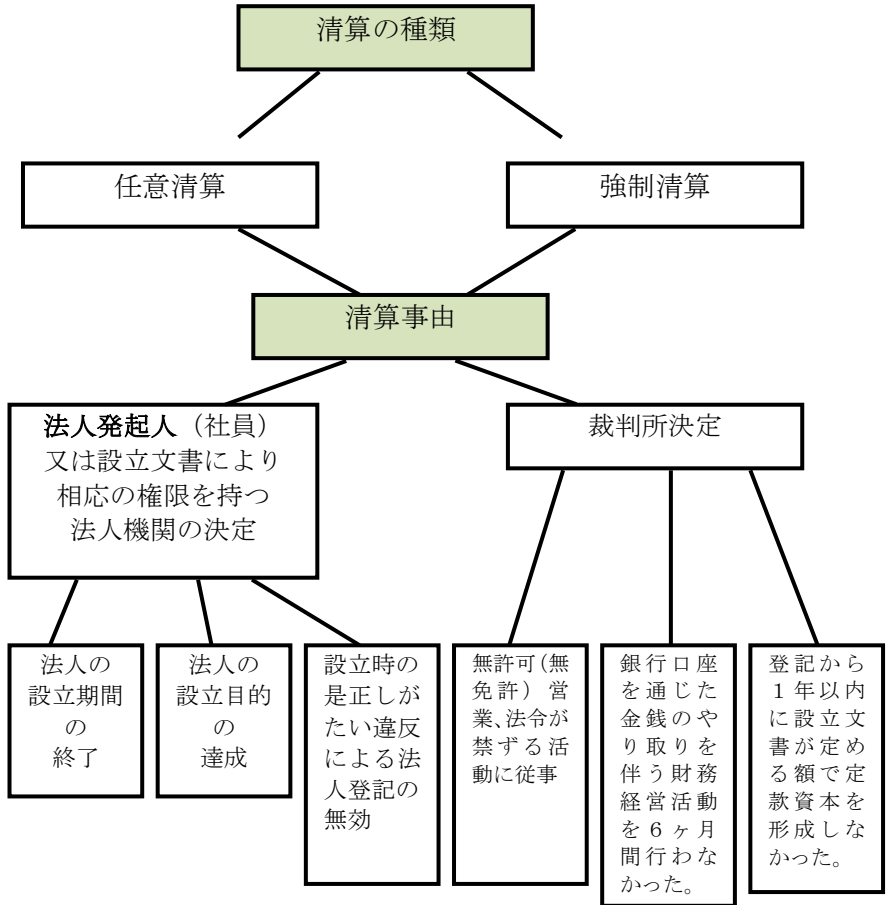 清算の種類
任意清算
強制清算
清算事由
法人発起人（社員）
又は設立文書により
相応の権限を持つ
法人機関の決定
裁判所決定
法人の
設立期間
の
終了
法人の
設立目的
の
達成
設立時の
是正しが
たい違反
による法
人登記の
無効
無許可（無
免許）営
業、法令が
禁ずる活
動に従事
銀行口座
を通じた
金銭のや
り取りを
伴う財務
経営活動
を６ヶ月
間行わな
かった。
登記から
１年以内
に設立文
書が定め
る額で定
款資本を
形成しな
かった。